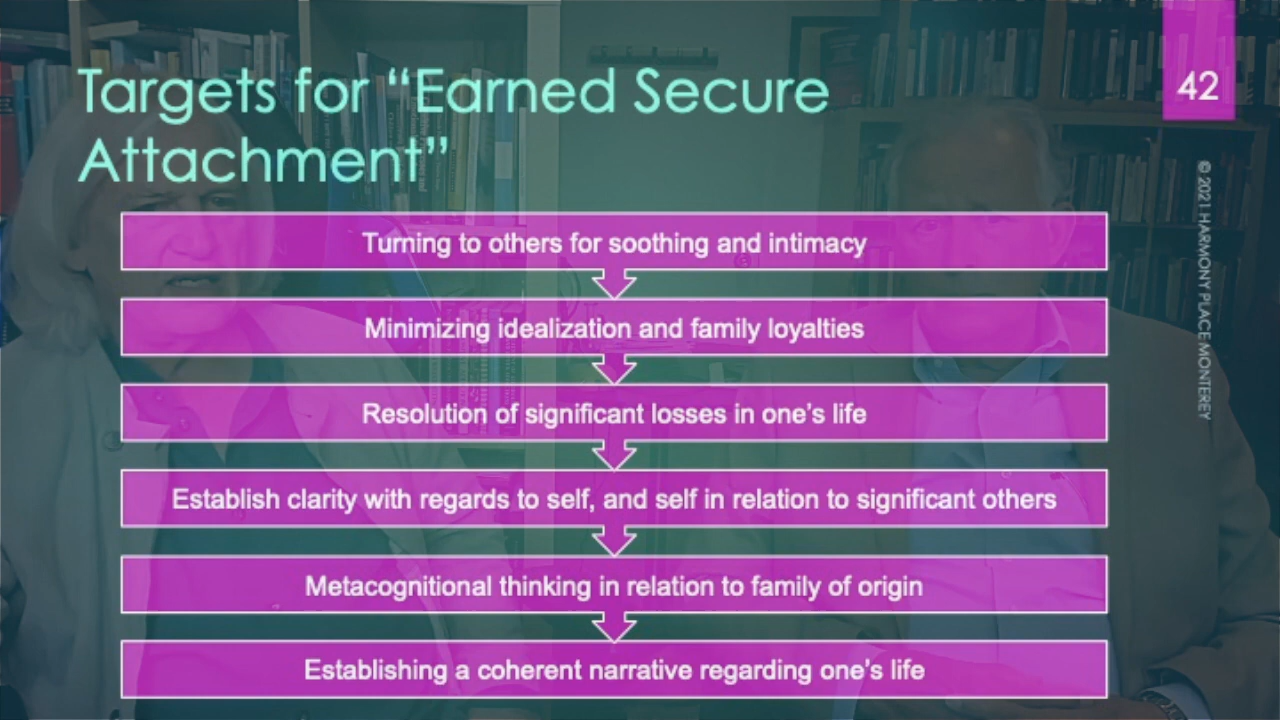 Targets for “Earned Secure
Attachment”
42
Turning to others for soothing and intimacy
Minimizing idealization and family loyalties
Resolution of significant losses in one’s life
Establish clarity with regards to self, and self in relation to significant others
Metacognitional thinking in relation to family of origin
Establishing a coherent narrative regarding one’s life
© 2021 HARMONY PLACE MONTEREY